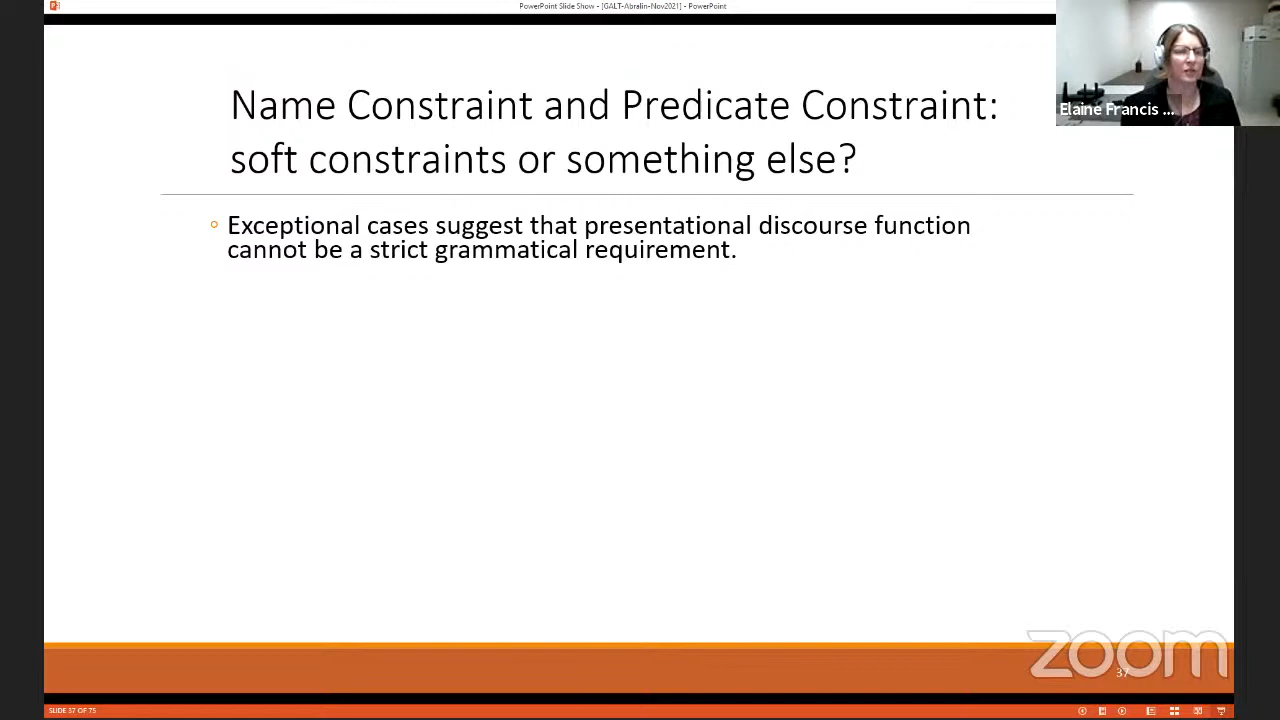 PowerPoint Slide Show - [GALT-Abralin-Nov2021] - PowerPoint
Elaine Francis ...
Name Constraint and Predicate Constraint:
soft constraints or something else?
Exceptional cases suggest that presentational discourse function
cannot be a strict grammatical requirement.
zoom
37
SLIDE 37 OF 75